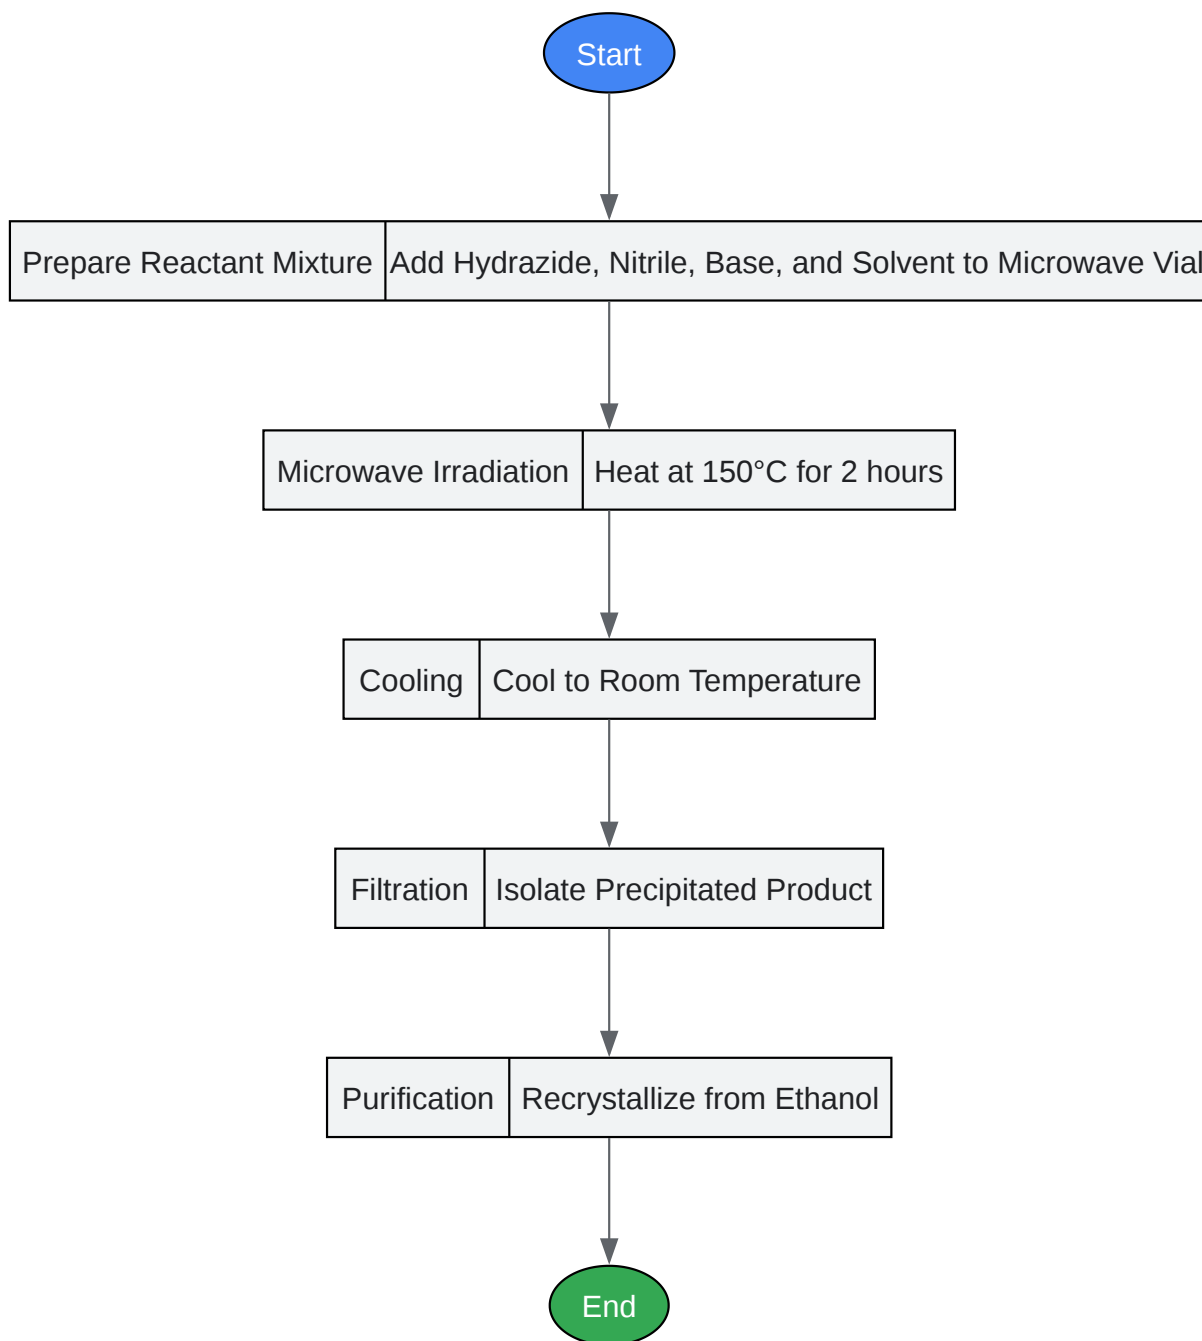 Start
Prepare Reactant Mixture
Add Hydrazide, Nitrile, Base, and Solvent to Microwave Vial
Microwave Irradiation
Heat at 150°C for 2 hours
Cooling
Cool to Room Temperature
Filtration
Isolate Precipitated Product
Purification
Recrystallize from Ethanol
End